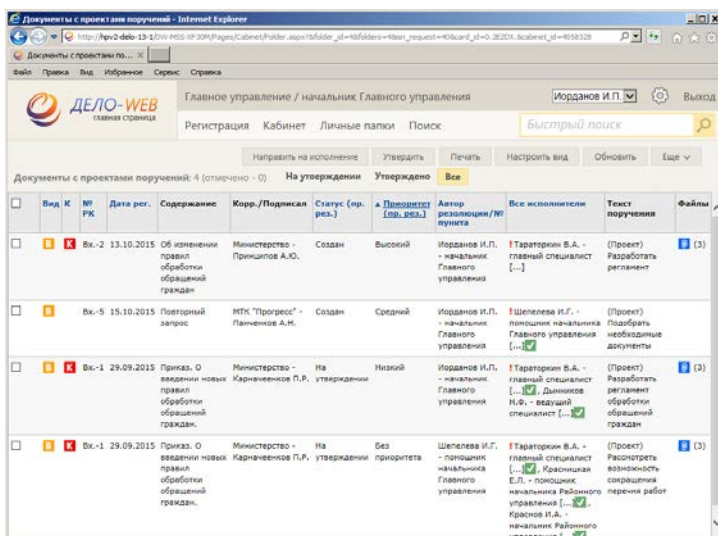 Документы с проектами поручений - Internet Explorer
Документы с проектами по...
Файл Правка Вид Избранное Сервис Справка
ДЕЛО-WEB
главная страница
Главное управление / начальник Главного управления
Иорданов И.П.
Выход
Регистрация Кабинет Личные папки Поиск
Быстрый поиск
Направить на исполнение Утвердить Печать Настроить вид Обновить Еще
Документы с проектами поручений: 4 (отмечено - 0) На утверждении Утверждено Все
Вид К № РК Дата рег. Содержание Корр./Подписал Статус (пр. рез.) Приоритет (пр. рез.) Автор резолюции/№ пункта Все исполнители Текст поручения Файлы
В К Вх.-2 13.10.2015 Об изменении правил обработки обращений граждан Министерство - Принципов А.Ю. Создан Высокий Иорданов И.П. - начальник Главного управления !Тараторкин В.А. - главный специалист [...] (Проект) Разработать регламент (3)
В Вх.-5 15.10.2015 Повторный запрос МТК "Прогресс" - Панченков А.Н. Создан Средний Иорданов И.П. - начальник Главного управления !Шепелева И.Г. - помощник начальника Главного управления [...] (Проект) Подобрать необходимые документы
В К Вх.-1 29.09.2015 Приказ. О введении новых правил обработки обращений граждан. Министерство - Карначеенков П.Р. На утверждении Низкий Иорданов И.П. - начальник Главного управления !Тараторкин В.А. - главный специалист [...], Дынников Н.Ф. - ведущий специалист [...] (Проект) Разработать регламент обработки обращений граждан (3)
В К Вх.-1 29.09.2015 Приказ. О введении новых правил обработки обращений граждан. Министерство - Карначеенков П.Р. На утверждении Без приоритета Шепелева И.Г. - помощник начальника Главного управления !Тараторкин В.А. - главный специалист [...], Красницкая Е.Л. - помощник начальника Районного управления [...], Краснов И.А. - начальник Районного (Проект) Рассмотреть возможность сокращения перечня работ (3)